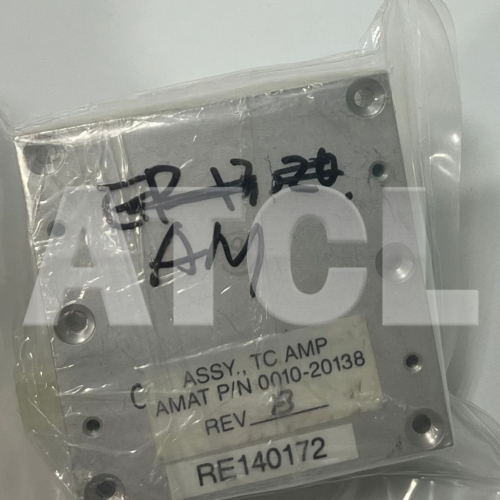 ATCL
AM
ASSY., TC AMP
AMAT P/N 0010-20138
REV B
RE140172